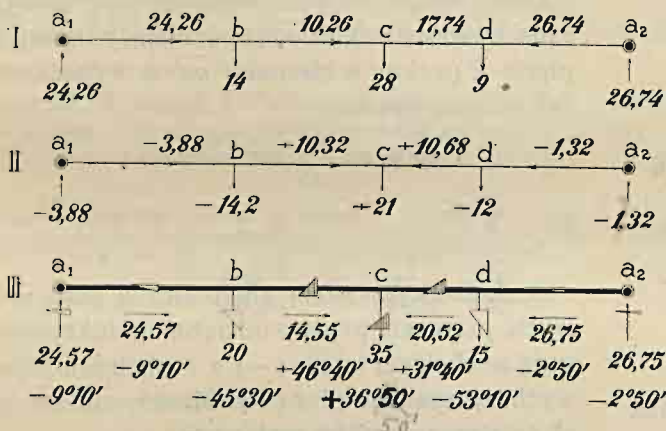 24,26 10,26 17,74 26,74
I a₁ b c d a₂
24,26 14 28 9 26,74
−3,88 +10,32 +10,68 −1,32
II a₁ b c d a₂
−3,88 −14,2 +21 −12 −1,32
III a₁ b c d a₂
24,57 14,55 20,52 26,75
24,57 20 35 15 26,75
−9°10' +46°40' +31°40' −2°50'
−9°10' −45°30' +36°50' −53°10' −2°50'
50'